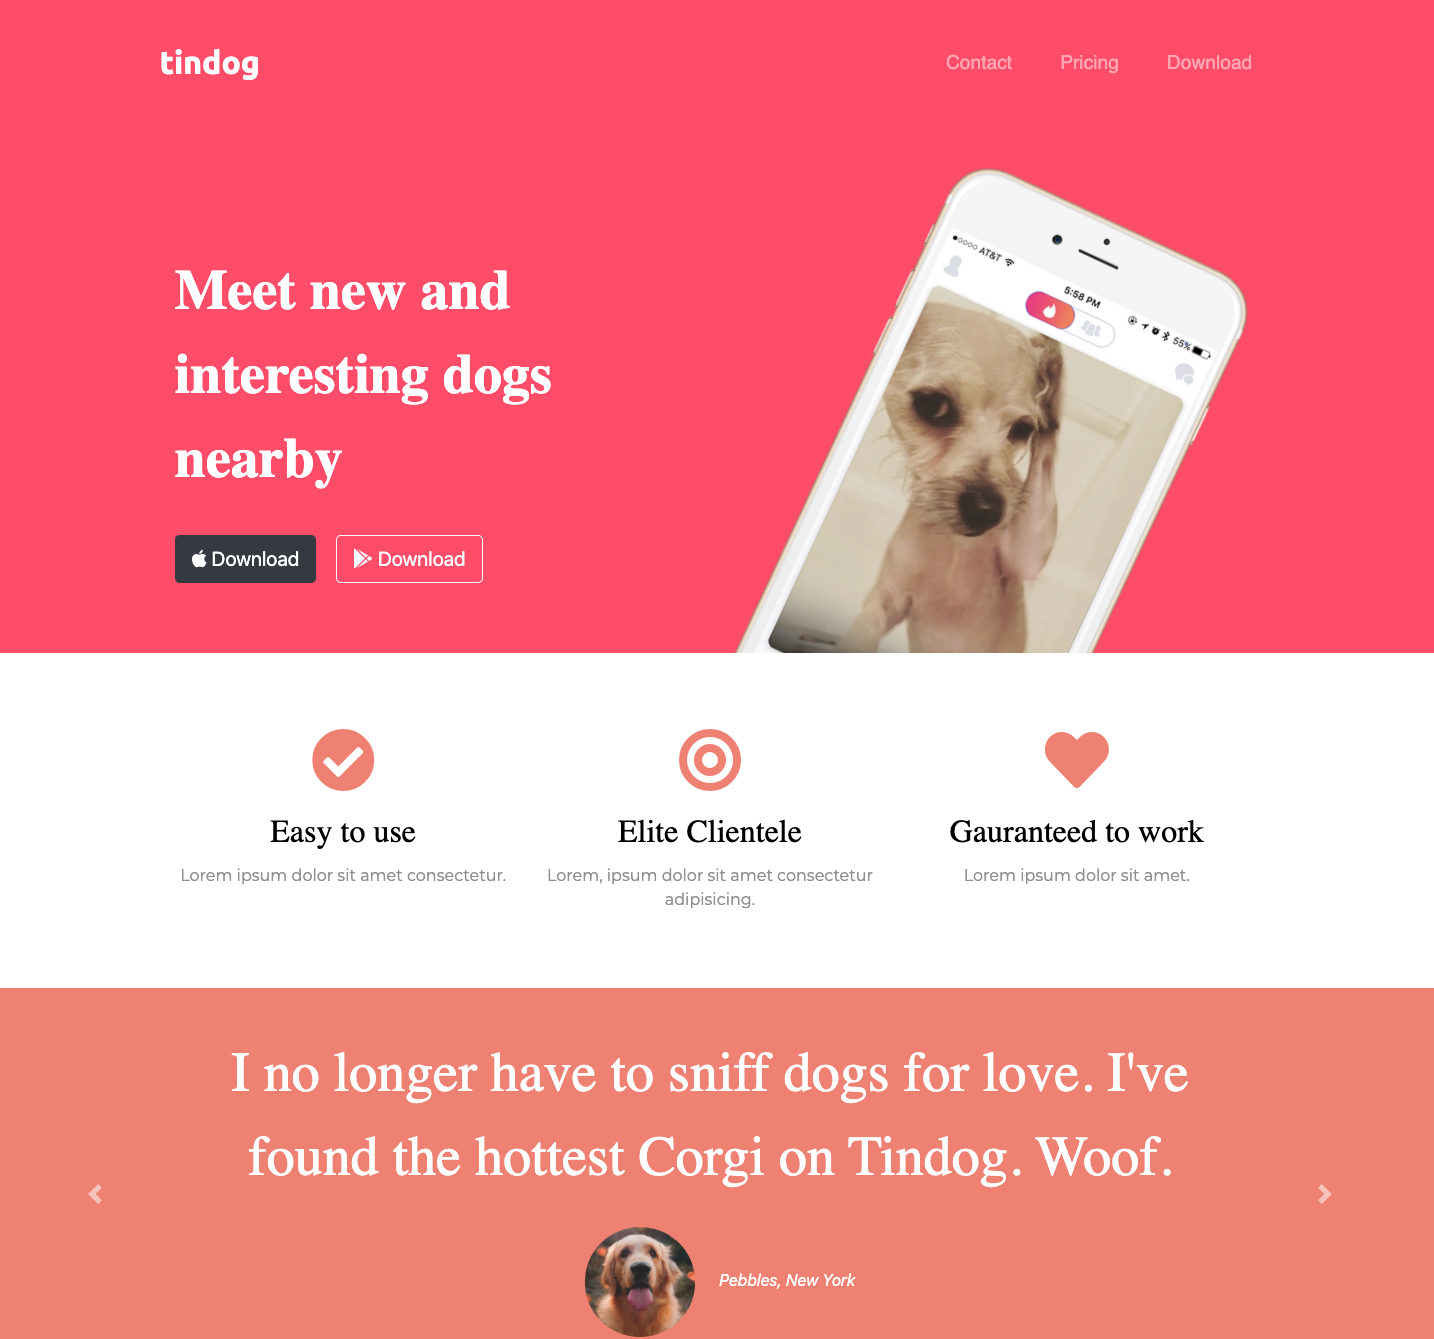 tindog
Contact Pricing Download
AT&T
5:58 PM
55%
Meet new and
interesting dogs
nearby
Download Download
Easy to use
Lorem ipsum dolor sit amet consectetur.
Elite Clientele
Lorem, ipsum dolor sit amet consectetur
adipisicing.
Gauranteed to work
Lorem ipsum dolor sit amet.
I no longer have to sniff dogs for love. I've
found the hottest Corgi on Tindog. Woof.
Pebbles, New York